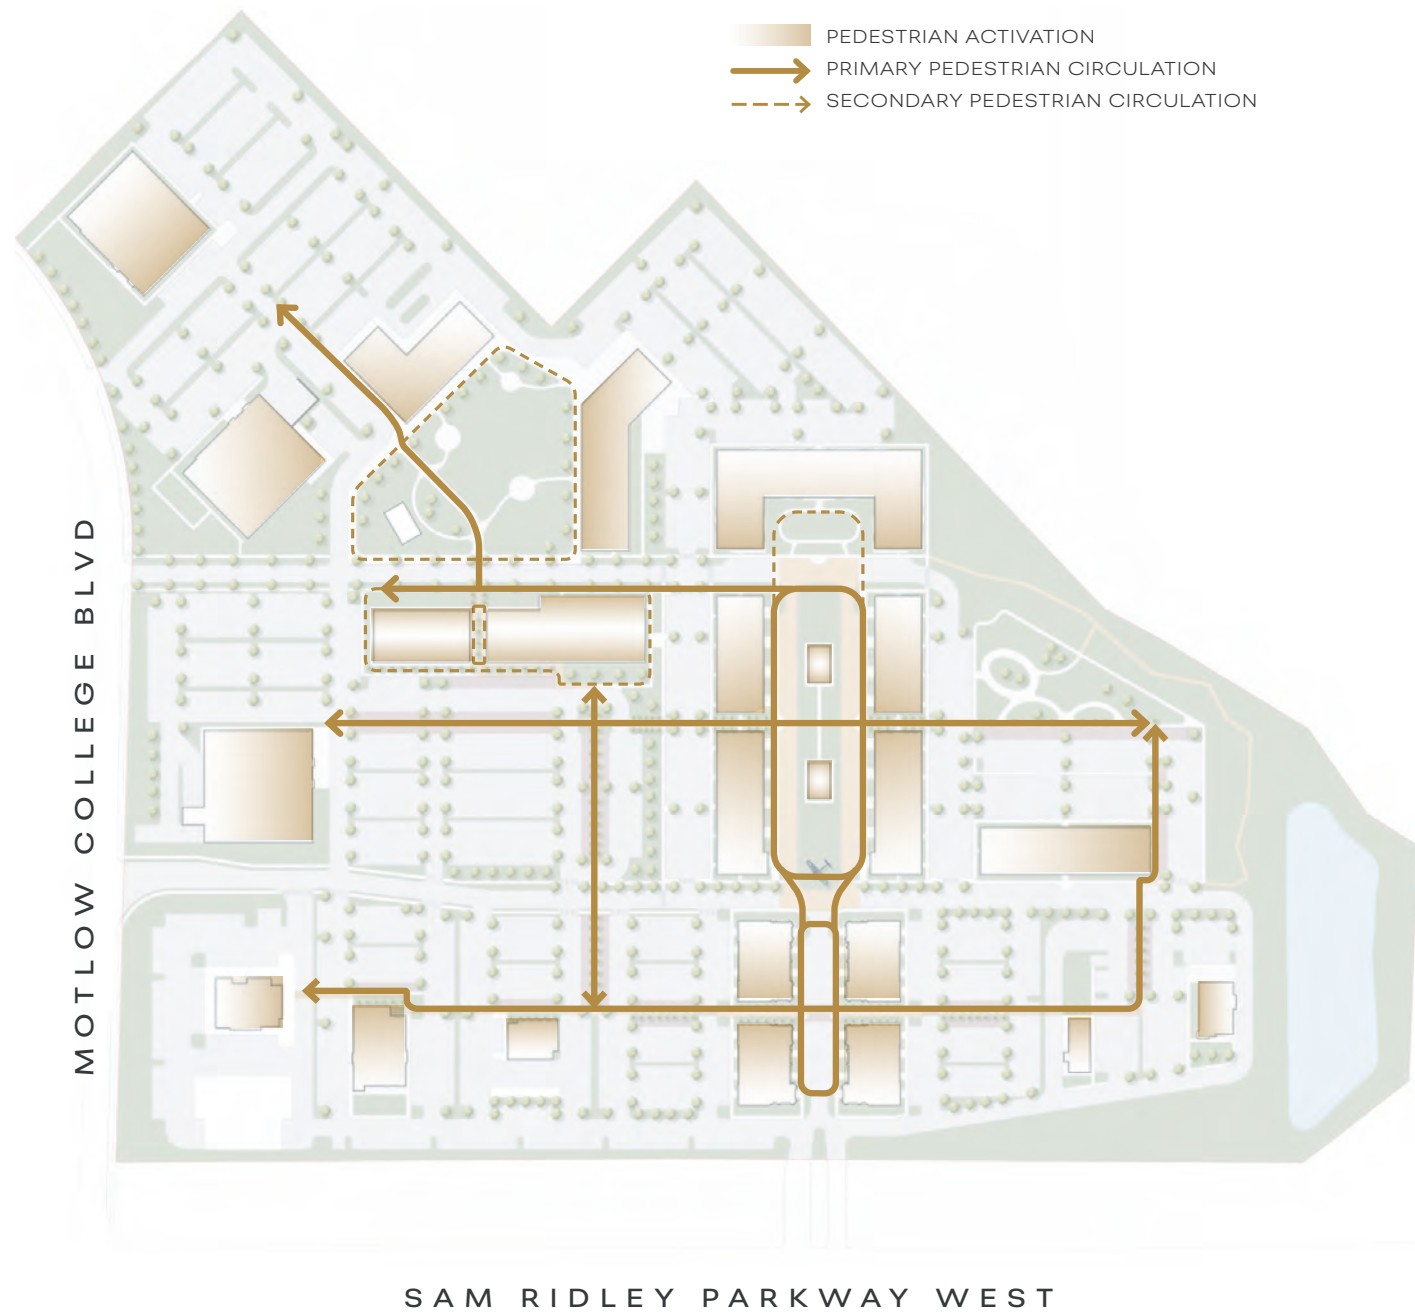 PEDESTRIAN ACTIVATION
PRIMARY PEDESTRIAN CIRCULATION
SECONDARY PEDESTRIAN CIRCULATION
MOTLOW COLLEGE BLVD
SAM RIDLEY PARKWAY WEST